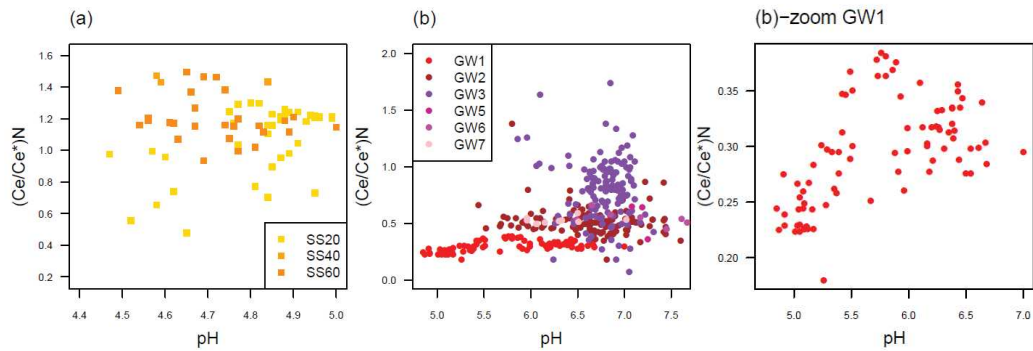 (a)
(Ce/Ce*)N
1.6
1.4
1.2
1.0
0.8
0.6
0.4
0.2
SS20
SS40
SS60
4.4
4.5
4.6
4.7
4.8
4.9
5.0
pH
(b)
(Ce/Ce*)N
2.0
1.5
1.0
0.5
0.0
GW1
GW2
GW3
GW5
GW6
GW7
5.0
5.5
6.0
6.5
7.0
7.5
pH
(b)−zoom GW1
(Ce/Ce*)N
0.35
0.30
0.25
0.20
5.0
5.5
6.0
6.5
7.0
pH